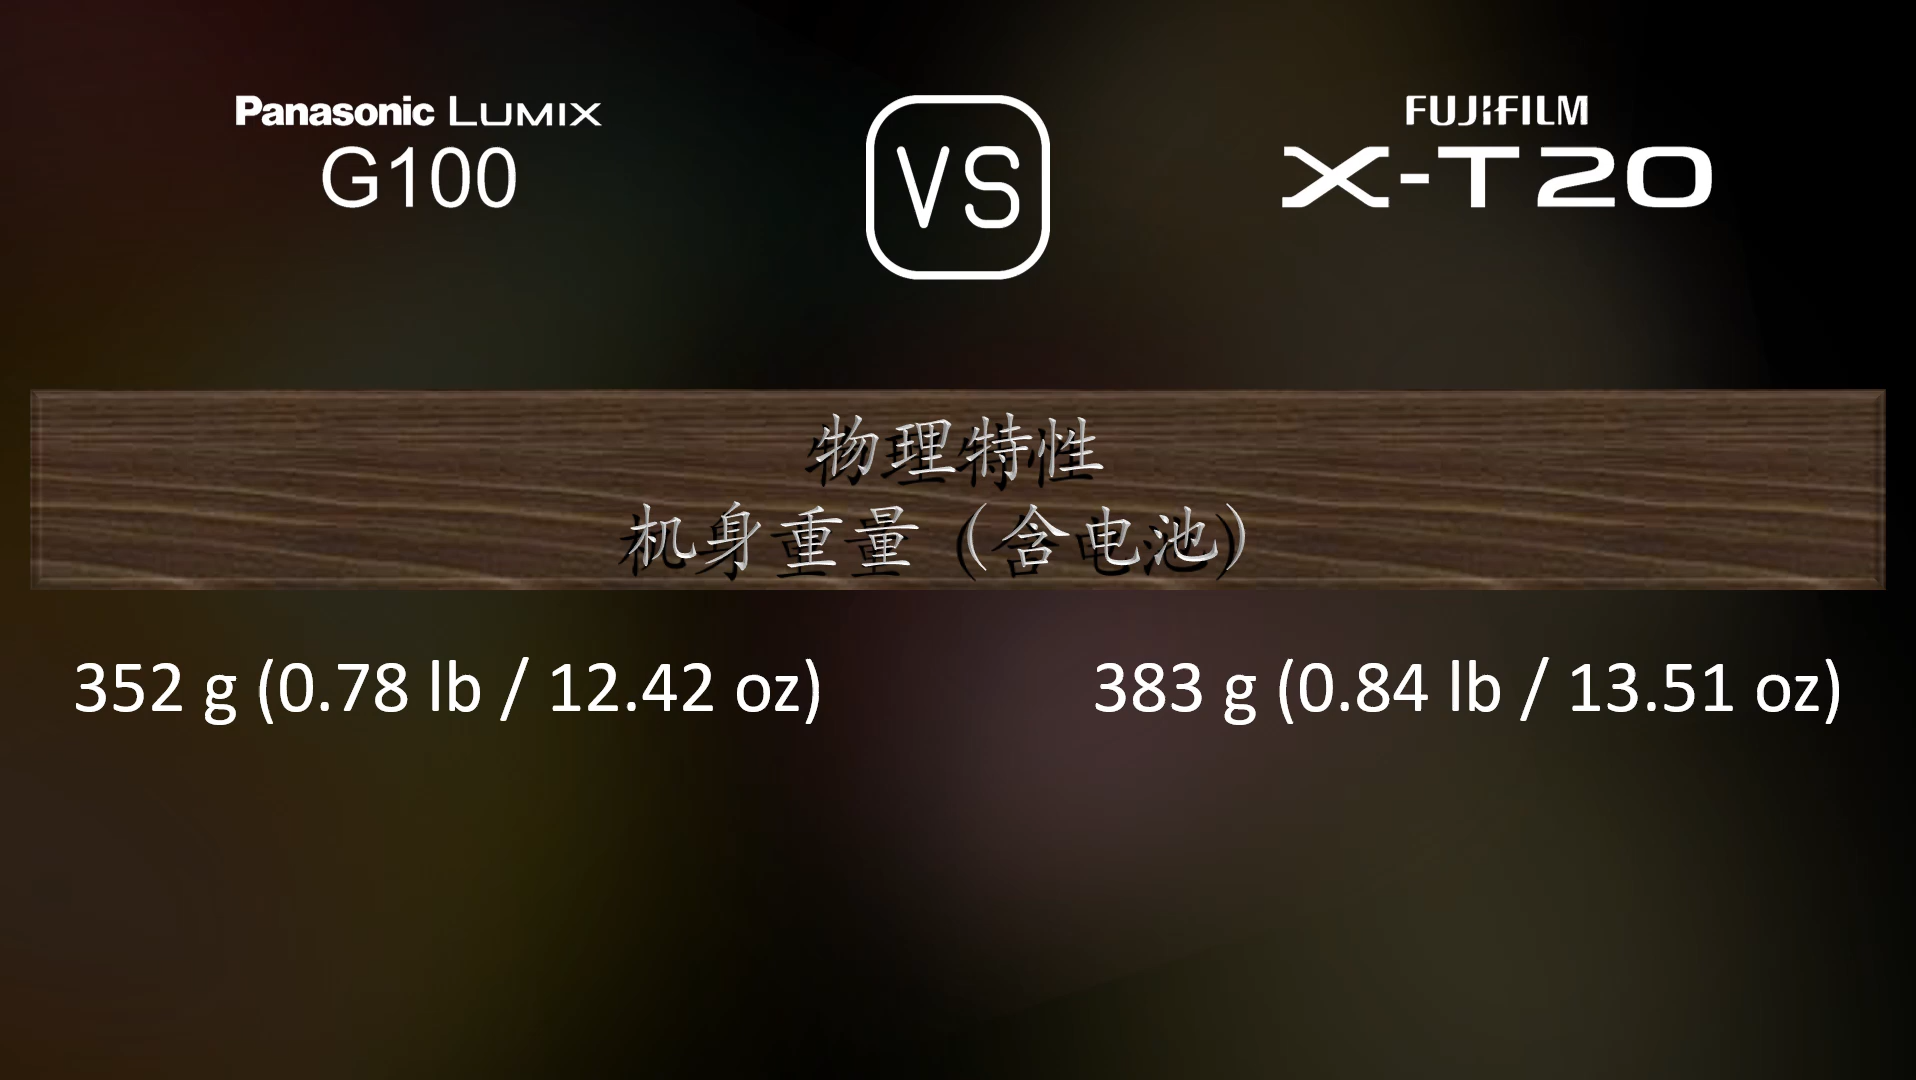 Panasonic LUMIX
G100
VS
FUJIFILM
X-T20
物理特性
机身重量（含电池）
352 g (0.78 lb / 12.42 oz)
383 g (0.84 lb / 13.51 oz)